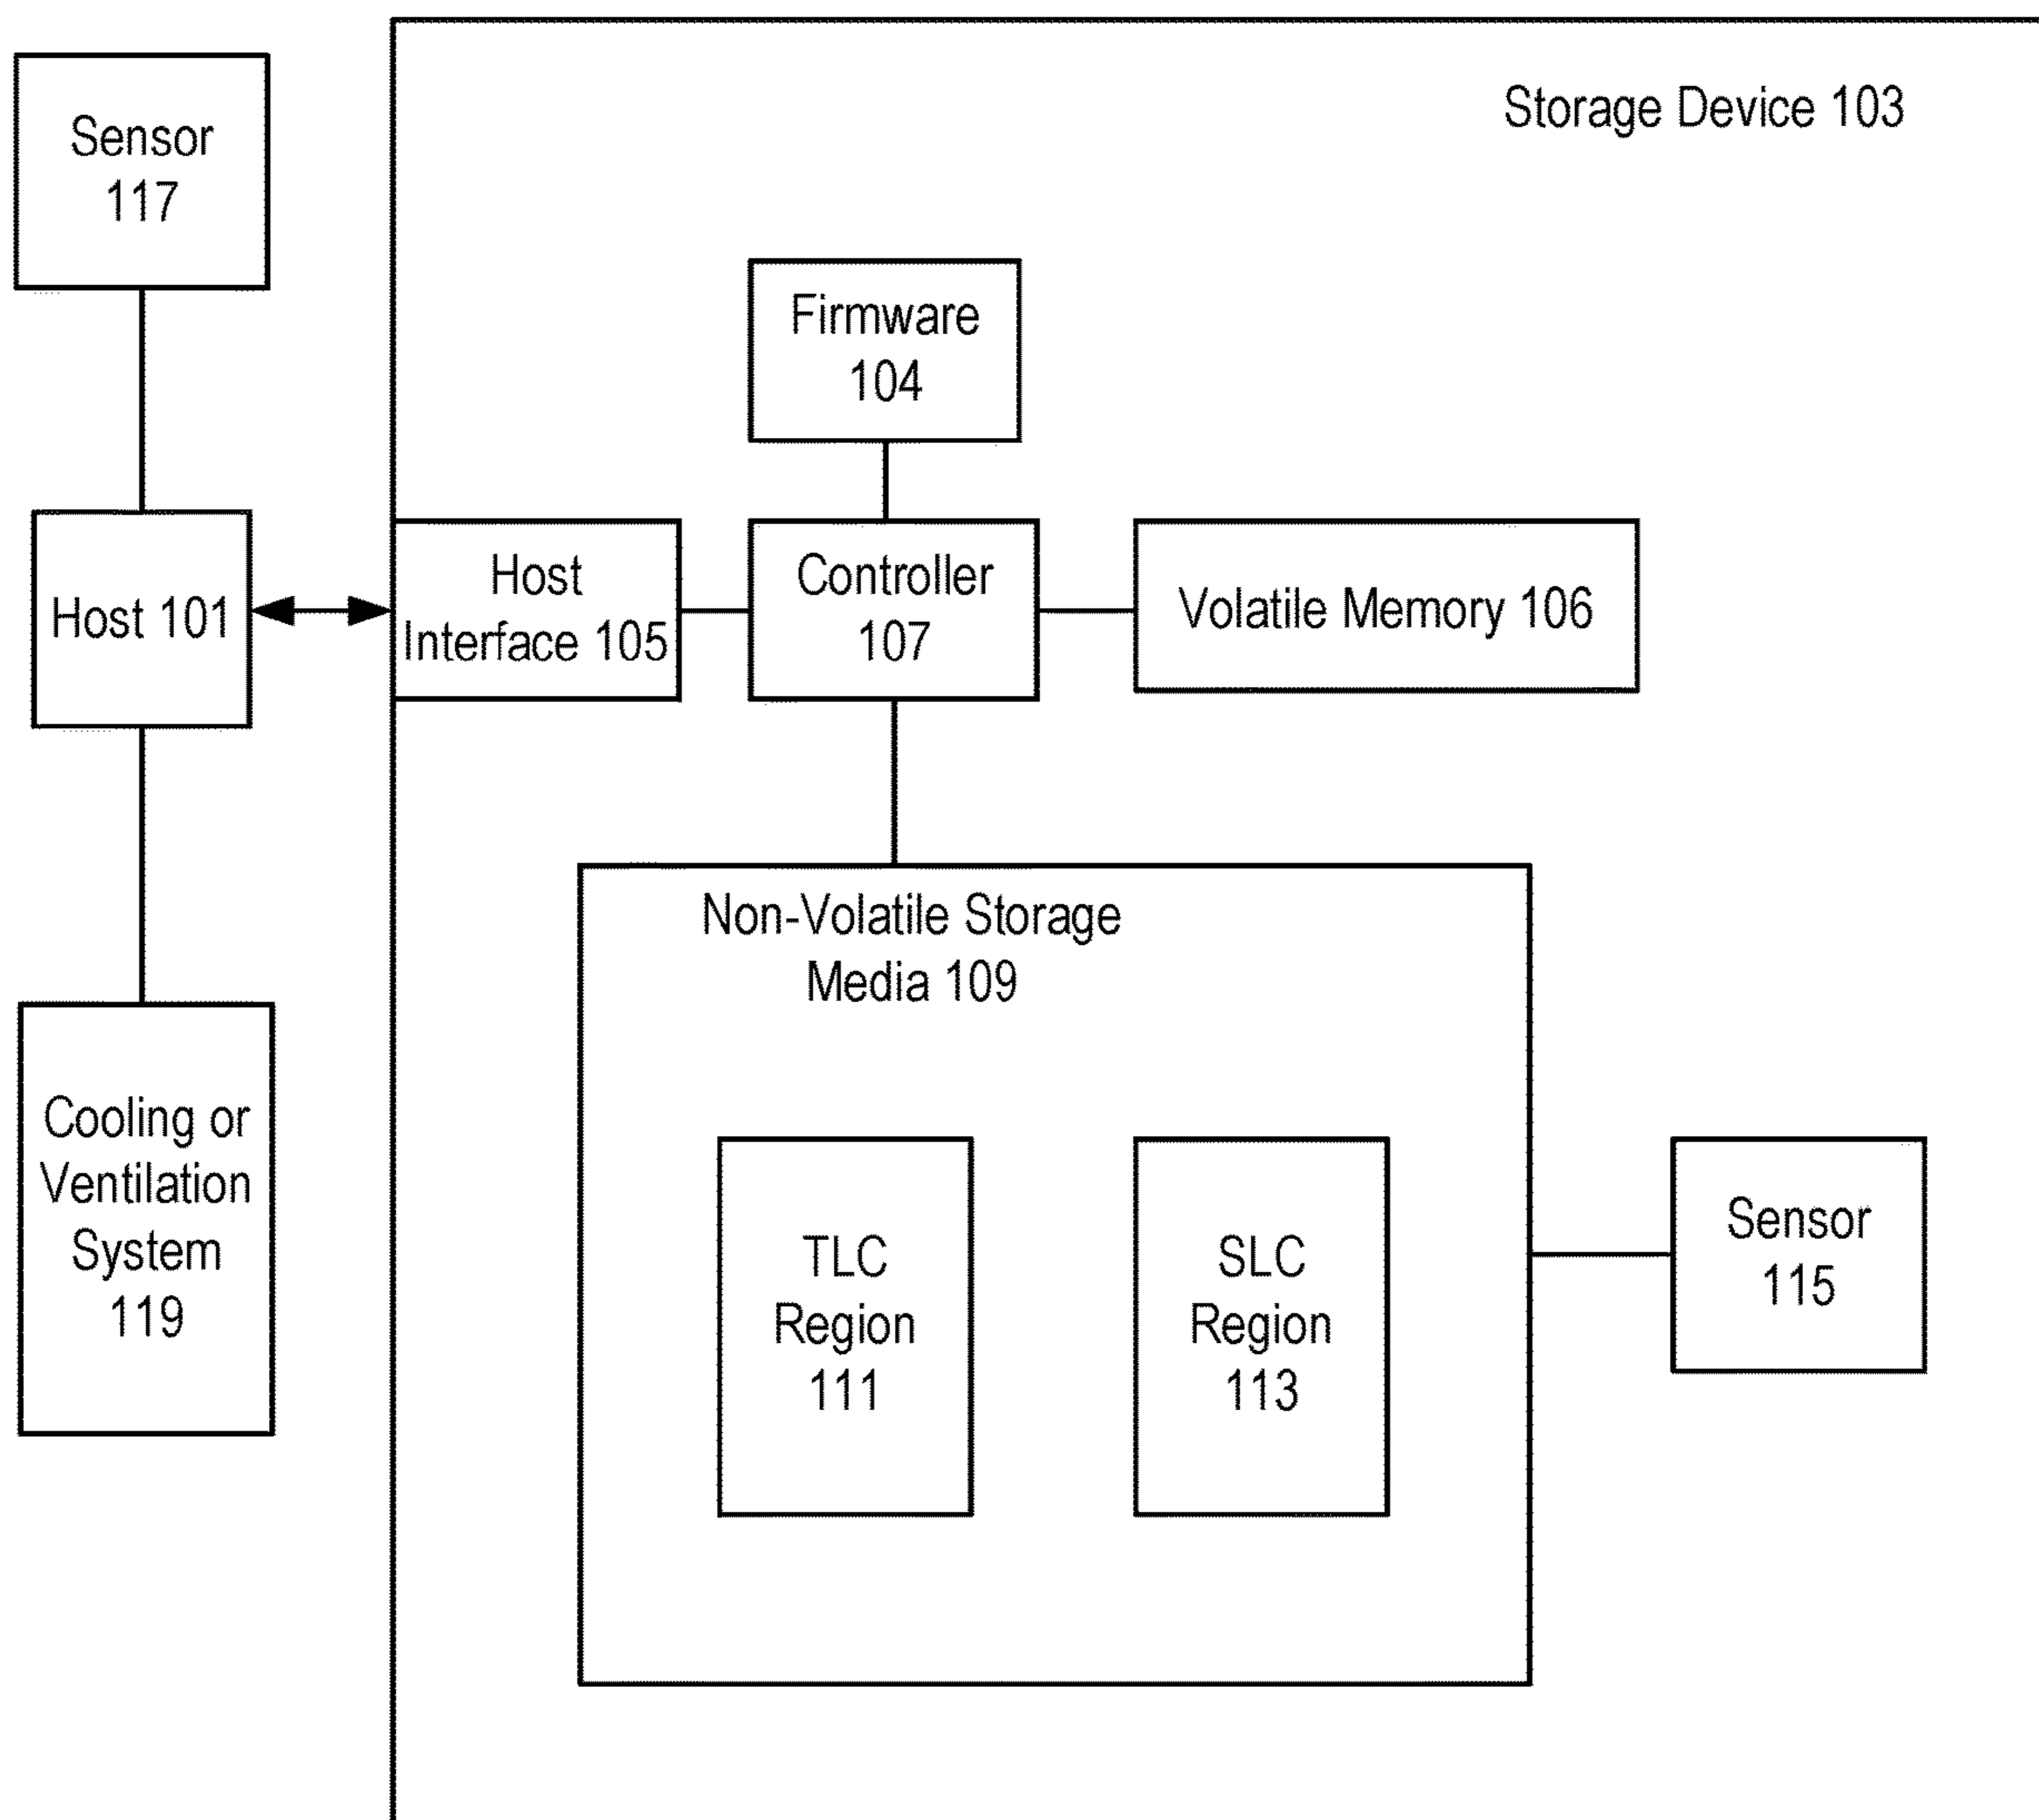 Storage Device 103
Sensor
117
Firmware
104
Host 101
Host
Interface 105
Controller
107
Volatile Memory 106
Non-Volatile Storage
Media 109
Cooling or
Ventilation
System
119
TLC
Region
111
SLC
Region
113
Sensor
115